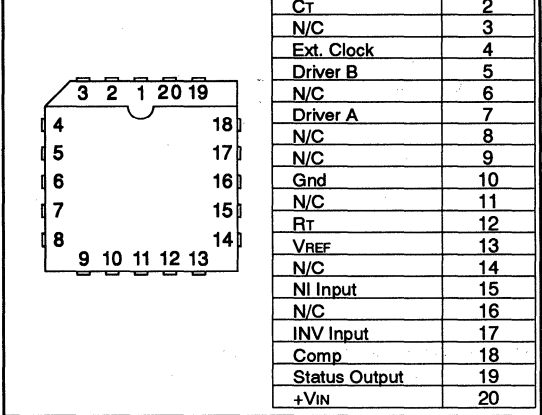 CT 2
N/C 3
Ext. Clock 4
Driver B 5
N/C 6
Driver A 7
N/C 8
N/C 9
Gnd 10
N/C 11
RT 12
VREF 13
N/C 14
NI Input 15
N/C 16
INV Input 17
Comp 18
Status Output 19
+VIN 20
3 2 1 20 19
4 18
5 17
6 16
7 15
8 14
9 10 11 12 13